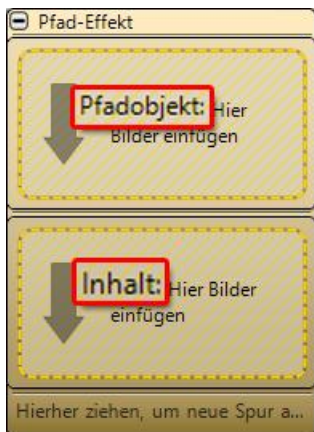 Pfad-Effekt
Pfadobjekt: Hier
Bilder einfügen
Inhalt: Hier Bilder
einfügen
Hierher ziehen, um neue Spur a...